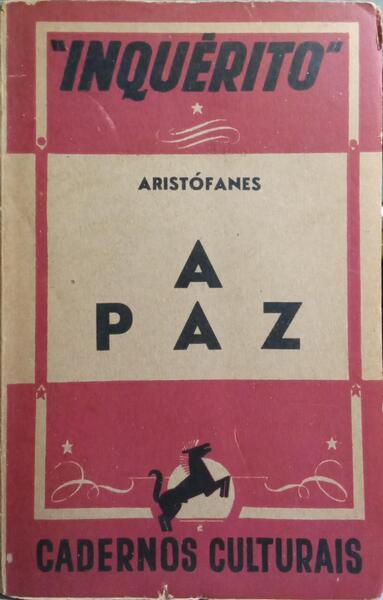 "INQUÉRITO"
ARISTÓFANES
A
PAZ
CADERNOS CULTURAIS